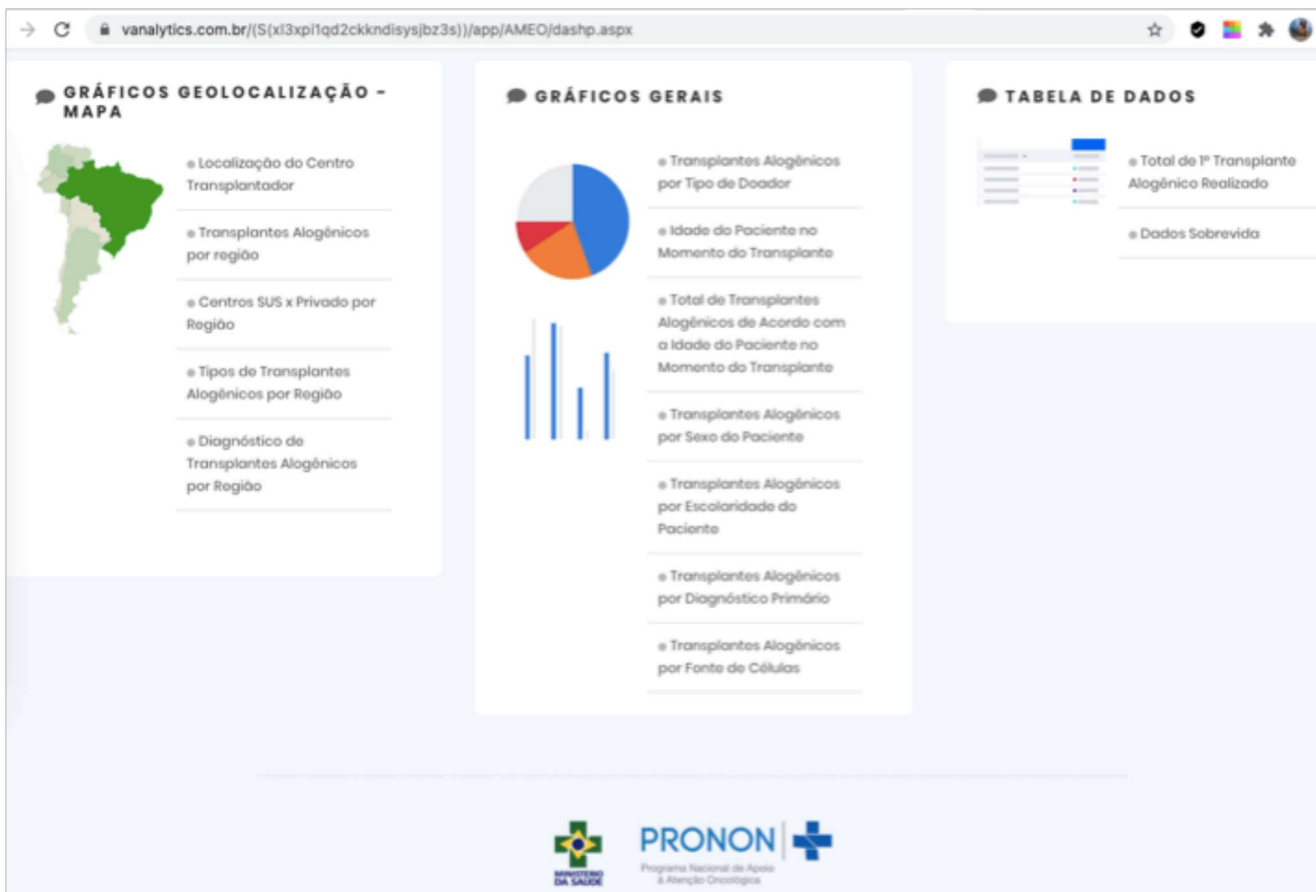 vanalytics.com.br/(S(xl3xpi1qd2ckkndisysjbz3s))/app/AMEO/dashp.aspx
GRÁFICOS GEOLOCALIZAÇÃO -
MAPA
Localização do Centro
Transplantador
Transplantes Alogênicos
por região
Centros SUS x Privado por
Região
Tipos de Transplantes
Alogênicos por Região
Diagnóstico de
Transplantes Alogênicos
por Região
GRÁFICOS GERAIS
Transplantes Alogênicos
por Tipo de Doador
Idade do Paciente no
Momento do Transplante
Total de Transplantes
Alogênicos de Acordo com
a Idade do Paciente no
Momento do Transplante
Transplantes Alogênicos
por Sexo do Paciente
Transplantes Alogênicos
por Escolaridade do
Paciente
Transplantes Alogênicos
por Diagnóstico Primário
Transplantes Alogênicos
por Fonte de Células
TABELA DE DADOS
Total de 1º Transplante
Alogênico Realizado
Dados Sobrevida
MINISTÉRIO
DA SAÚDE
PRONON
Programa Nacional de Apoio
à Atenção Oncológica